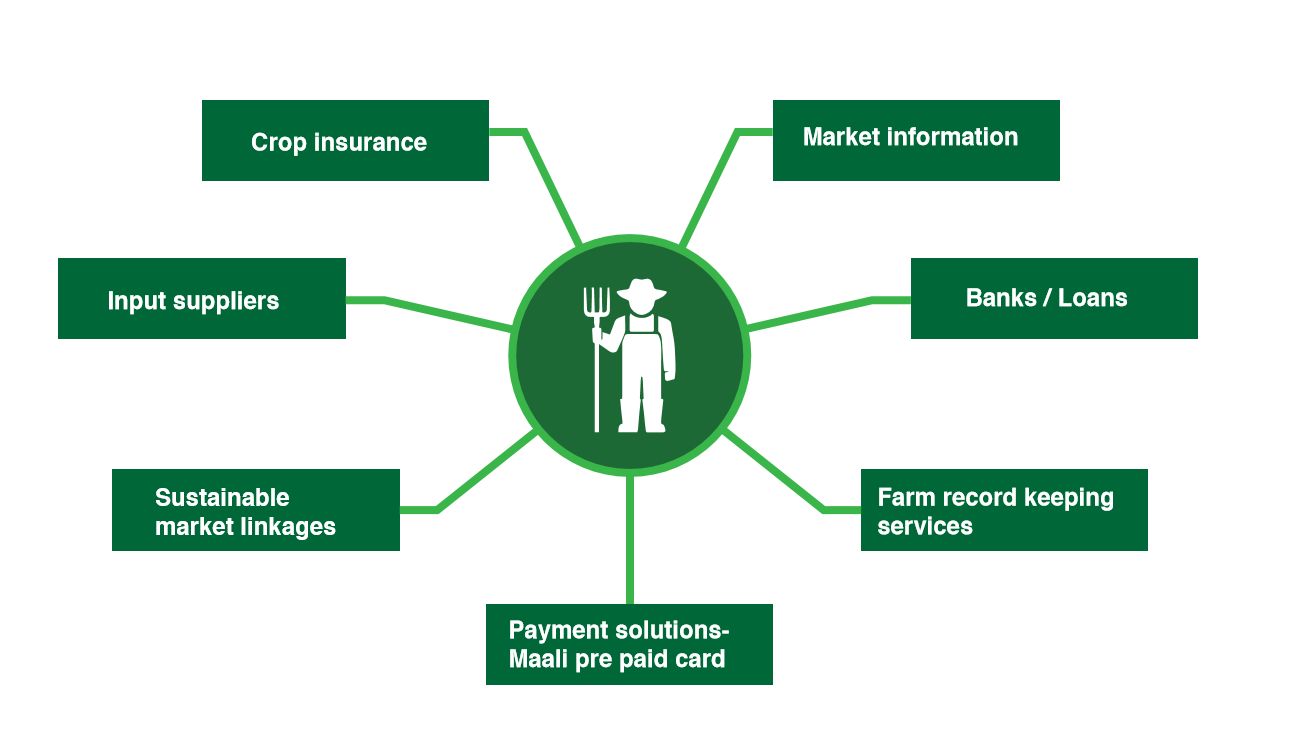 Crop insurance
Market information
Input suppliers
Banks / Loans
Sustainable
market linkages
Farm record keeping
services
Payment solutions-
Maali pre paid card